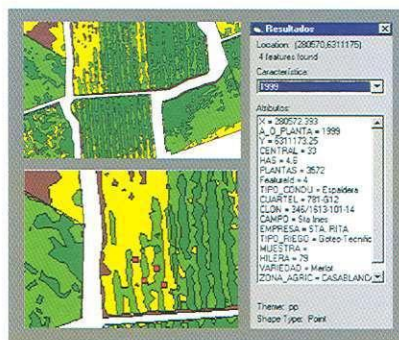 Resultados
Location: (280570,6311175)
4 features found
Característica:
1999
Atributos:
X = 280572.393
A_O_PLANTA = 1999
Y = 6311173.25
CENTRAL = 33
HAS = 4.6
PLANTAS = 3572
FeatureId = 4
TIPO_CONDU = Espaldera
CUARTEL = 781-G12
CLON = 346/1613-101-14
CAMPO = Sta Ines
EMPRESA = STA. RITA
TIPO_RIEGO = Goteo-Tecnific
MUESTRA =
HILERA = 79
VARIEDAD = Merlot
ZONA_AGRIC = CASABLANC
Theme: pp
Shape Type: Point